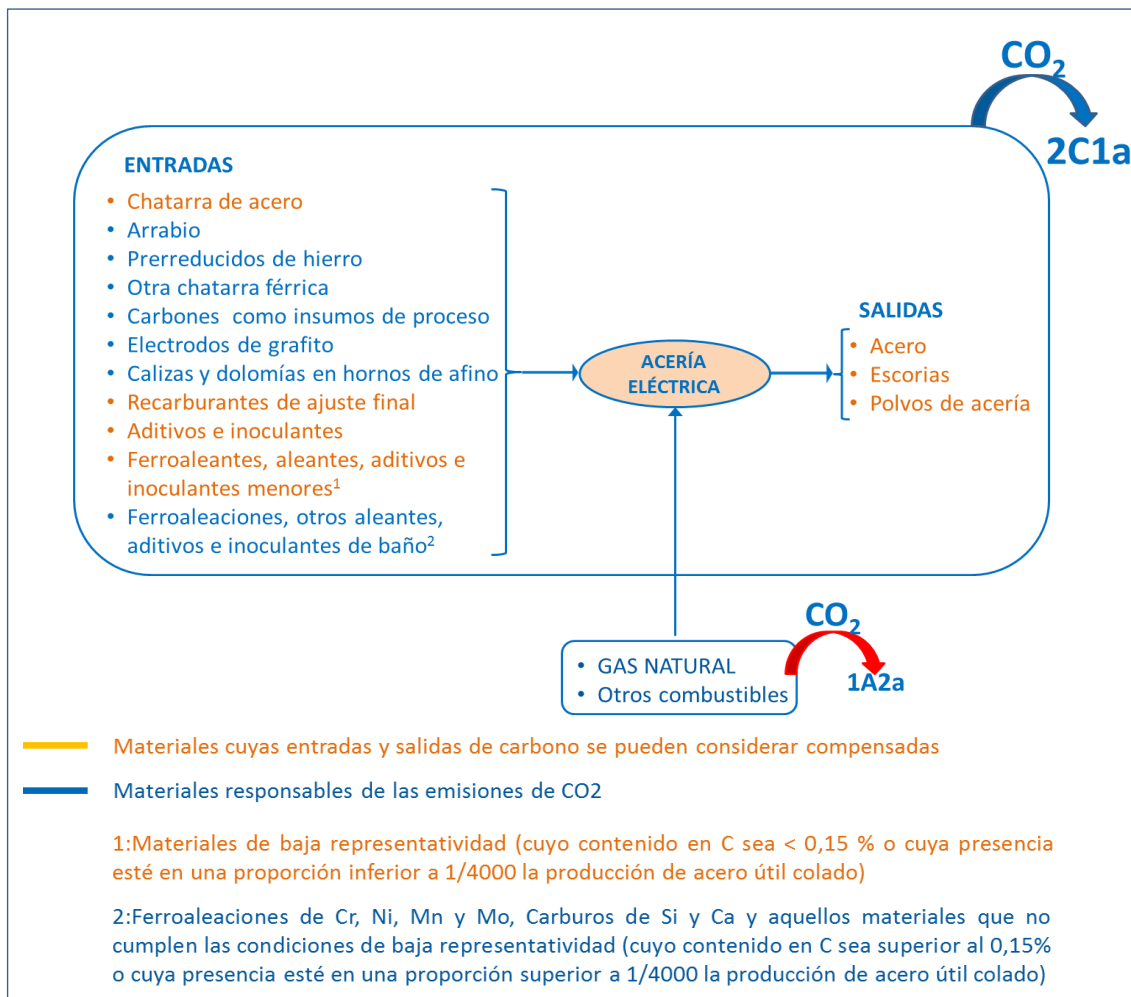 CO2
2C1a
ENTRADAS
• Chatarra de acero
• Arrabio
• Prerreducidos de hierro
• Otra chatarra férrica
• Carbones como insumos de proceso
• Electrodos de grafito
• Calizas y dolomías en hornos de afino
• Recarburantes de ajuste final
• Aditivos e inoculantes
• Ferroaleantes, aleantes, aditivos e
inoculantes menores1
• Ferroaleaciones, otros aleantes,
aditivos e inoculantes de baño2
ACERÍA
ELÉCTRICA
SALIDAS
• Acero
• Escorias
• Polvos de acería
CO2
1A2a
• GAS NATURAL
• Otros combustibles
Materiales cuyas entradas y salidas de carbono se pueden considerar compensadas
Materiales responsables de las emisiones de CO2
1:Materiales de baja representatividad (cuyo contenido en C sea < 0,15 % o cuya presencia
esté en una proporción inferior a 1/4000 la producción de acero útil colado)
2:Ferroaleaciones de Cr, Ni, Mn y Mo, Carburos de Si y Ca y aquellos materiales que no
cumplen las condiciones de baja representatividad (cuyo contenido en C sea superior al 0,15%
o cuya presencia esté en una proporción superior a 1/4000 la producción de acero útil colado)